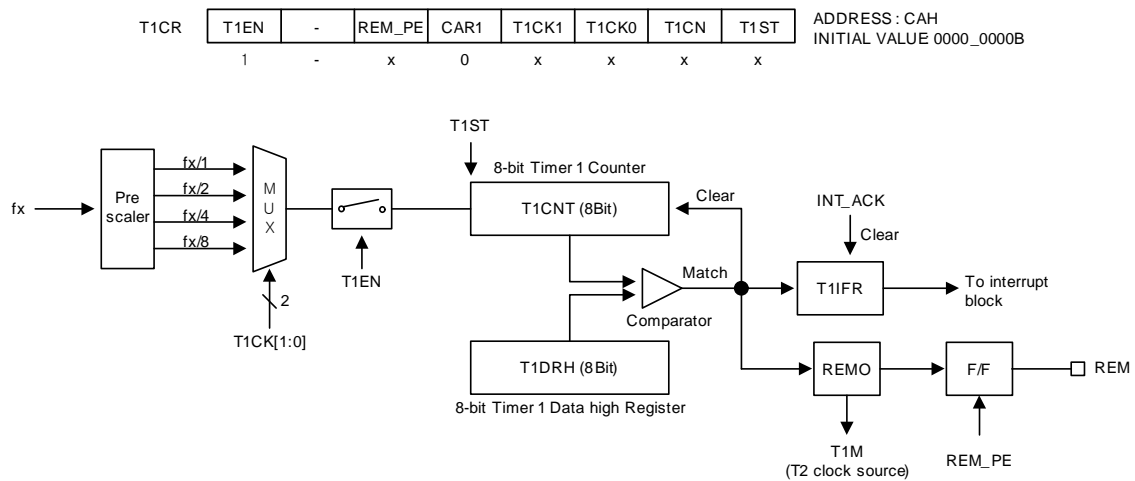 T1CR T1EN - REM_PE CAR1 T1CK1 T1CK0 T1CN T1ST ADDRESS : CAH
INITIAL VALUE: 0000_0000B
1 - x 0 x x x x
T1ST
8-bit Timer 1 Counter
fx
Pre
scaler
fx/1
fx/2
fx/4
fx/8
M
U
X
T1CNT (8Bit)
Clear
INT_ACK
Clear
T1EN
2
T1CK[1:0]
Match
Comparator
T1IFR
To interrupt
block
T1DRH (8Bit)
8-bit Timer 1 Data high Register
REMO
F/F
REM
T1M
(T2 clock source)
REM_PE